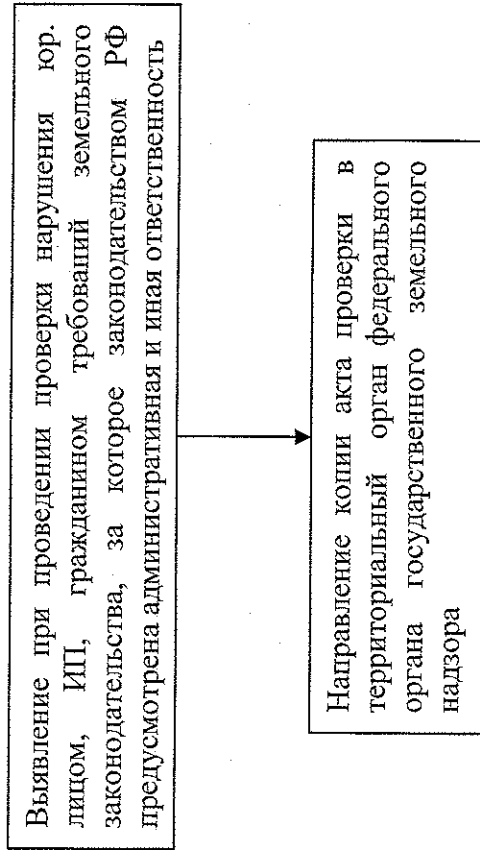 Выявление при проведении проверки нарушения юр.
лицом, ИП, гражданином требований земельного
законодательства, за которое законодательством РФ
предусмотрена административная и иная ответственность
Направление копии акта проверки в
территориальный орган федерального
органа государственного земельного
надзора